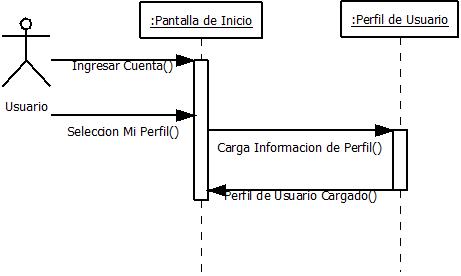 :Pantalla de Inicio
:Perfil de Usuario
Ingresar Cuenta()
Usuario
Seleccion Mi Perfil()
Carga Informacion de Perfil()
Perfil de Usuario Cargado()